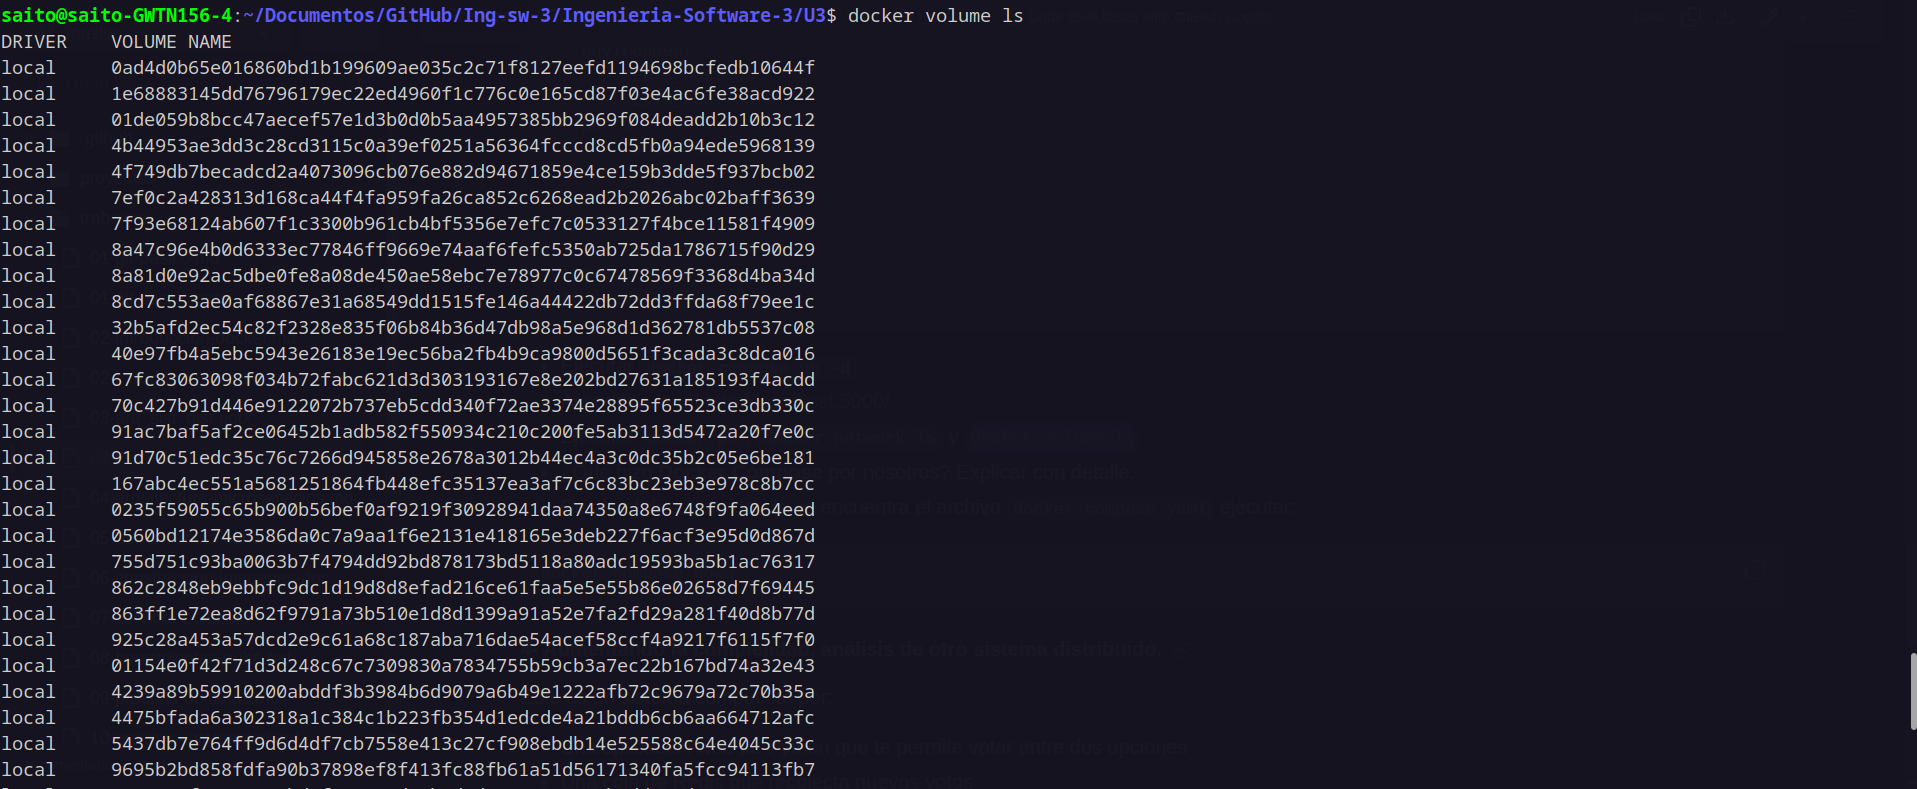 saito@saito-GWTN156-4:~/Documentos/GitHub/Ing-sw-3/Ingenieria-Software-3/U3$ docker volume ls
DRIVER    VOLUME NAME
local     0ad4d0b65e016860bd1b199609ae035c2c71f8127eefd1194698bcfedb10644f
local     1e68883145dd76796179ec22ed4960f1c776c0e165cd87f03e4ac6fe38acd922
local     01de059b8bcc47aecef57e1d3b0d0b5aa4957385bb2969f084deadd2b10b3c12
local     4b44953ae3dd3c28cd3115c0a39ef0251a56364fcccd8cd5fb0a94ede5968139
local     4f749db7becadcd2a4073096cb076e882d94671859e4ce159b3dde5f937bcb02
local     7ef0c2a428313d168ca44f4fa959fa26ca852c6268ead2b2026abc02baff3639
local     7f93e68124ab607f1c3300b961cb4bf5356e7efc7c0533127f4bce11581f4909
local     8a47c96e4b0d6333ec77846ff9669e74aaf6fefc5350ab725da1786715f90d29
local     8a81d0e92ac5dbe0fe8a08de450ae58ebc7e78977c0c67478569f3368d4ba34d
local     8cd7c553ae0af68867e31a68549dd1515fe146a44422db72dd3ffda68f79ee1c
local     32b5afd2ec54c82f2328e835f06b84b36d47db98a5e968d1d362781db5537c08
local     40e97fb4a5ebc5943e26183e19ec56ba2fb4b9ca9800d5651f3cada3c8dca016
local     67fc83063098f034b72fabc621d3d303193167e8e202bd27631a185193f4acdd
local     70c427b91d446e9122072b737eb5cdd340f72ae3374e28895f65523ce3db330c
local     91ac7baf5af2ce06452b1adb582f550934c210c200fe5ab3113d5472a20f7e0c
local     91d70c51edc35c76c7266d945858e2678a3012b44ec4a3c0dc35b2c05e6be181
local     167abc4ec551a5681251864fb448efc35137ea3af7c6c83bc23eb3e978c8b7cc
local     0235f59055c65b900b56bef0af9219f30928941daa74350a8e6748f9fa064eed
local     0560bd12174e3586da0c7a9aa1f6e2131e418165e3deb227f6acf3e95d0d867d
local     755d751c93ba0063b7f4794dd92bd878173bd5118a80adc19593ba5b1ac76317
local     862c2848eb9ebbfc9dc1d19d8d8efad216ce61faa5e5e55b86e02658d7f69445
local     863ff1e72ea8d62f9791a73b510e1d8d1399a91a52e7fa2fd29a281f40d8b77d
local     925c28a453a57dcd2e9c61a68c187aba716dae54acef58ccf4a9217f6115f7f0
local     01154e0f42f71d3d248c67c7309830a7834755b59cb3a7ec22b167bd74a32e43
local     4239a89b59910200abddf3b3984b6d9079a6b49e1222afb72c9679a72c70b35a
local     4475bfada6a302318a1c384c1b223fb354d1edcde4a21bddb6cb6aa664712afc
local     5437db7e764ff9d6d4df7cb7558e413c27cf908ebdb14e525588c64e4045c33c
local     9695b2bd858fdfa90b37898ef8f413fc88fb61a51d56171340fa5fcc94113fb7